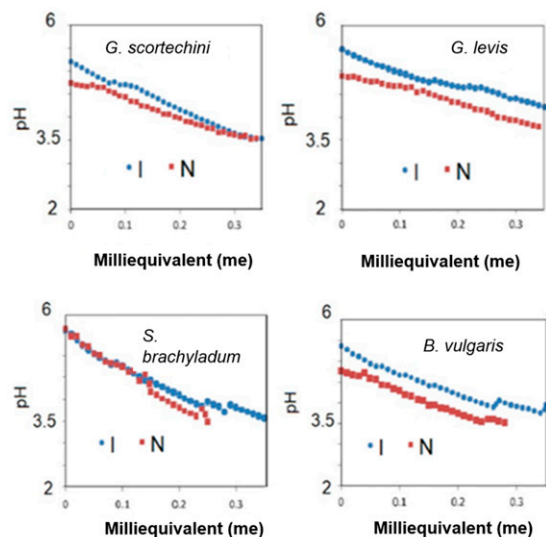 6
G. scortechini
pH
3.5
I N
2
0 0.1 0.2 0.3
Milliequivalent (me)
6
G. levis
pH
3.5
I N
2
0 0.1 0.2 0.3
Milliequivalent (me)
6
S.
brachyladum
pH
3.5
I N
2
0 0.1 0.2 0.3
Milliequivalent (me)
6
B. vulgaris
pH
3.5
I N
2
0 0.1 0.2 0.3
Milliequivalent (me)